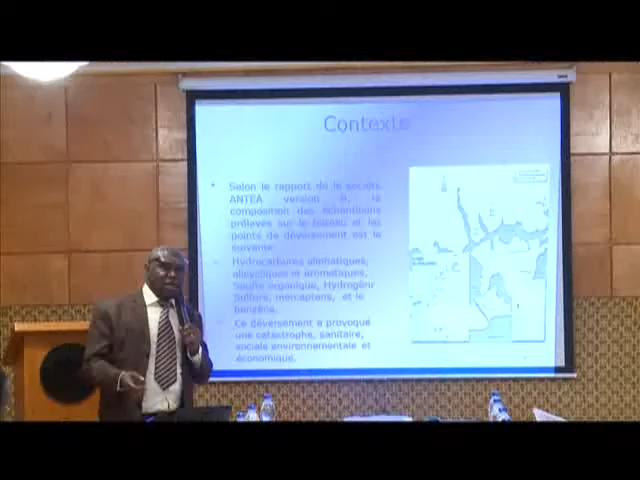 Contexte
Selon le rapport de la société
ANTEA version B, la
composition des échantillons
prélevés sur le bateau et les
points de déversement est la
suivante:
Hydrocarbures aliphatiques,
alicycliques et aromatiques,
Soufre organique, Hydrogène
Sulfuré, mercaptans, et le
benzène.
Ce déversement a provoqué
une catastrophe, sanitaire,
sociale environnementale et
économique.